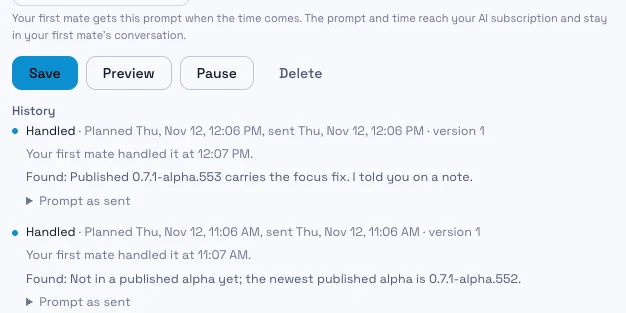 Your first mate gets this prompt when the time comes. The prompt and time reach your AI subscription and stay
in your first mate's conversation.
Save Preview Pause Delete
History
Handled · Planned Thu, Nov 12, 12:06 PM, sent Thu, Nov 12, 12:06 PM · version 1
Your first mate handled it at 12:07 PM.
Found: Published 0.7.1-alpha.553 carries the focus fix. I told you on a note.
Prompt as sent
Handled · Planned Thu, Nov 12, 11:06 AM, sent Thu, Nov 12, 11:06 AM · version 1
Your first mate handled it at 11:07 AM.
Found: Not in a published alpha yet; the newest published alpha is 0.7.1-alpha.552.
Prompt as sent